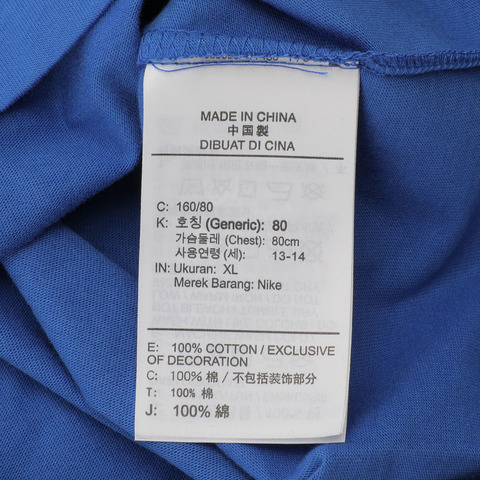 MADE IN CHINA
中国製
DIBUAT DI CINA
C: 160/80
K: 호칭 (Generic): 80
가슴둘레 (Chest): 80cm
사용연령 (세): 13-14
IN: Ukuran: XL
Merek Barang: Nike
E: 100% COTTON / EXCLUSIVE
OF DECORATION
C: 100% 棉 / 不包括装饰部分
T: 100% 棉
J: 100% 綿